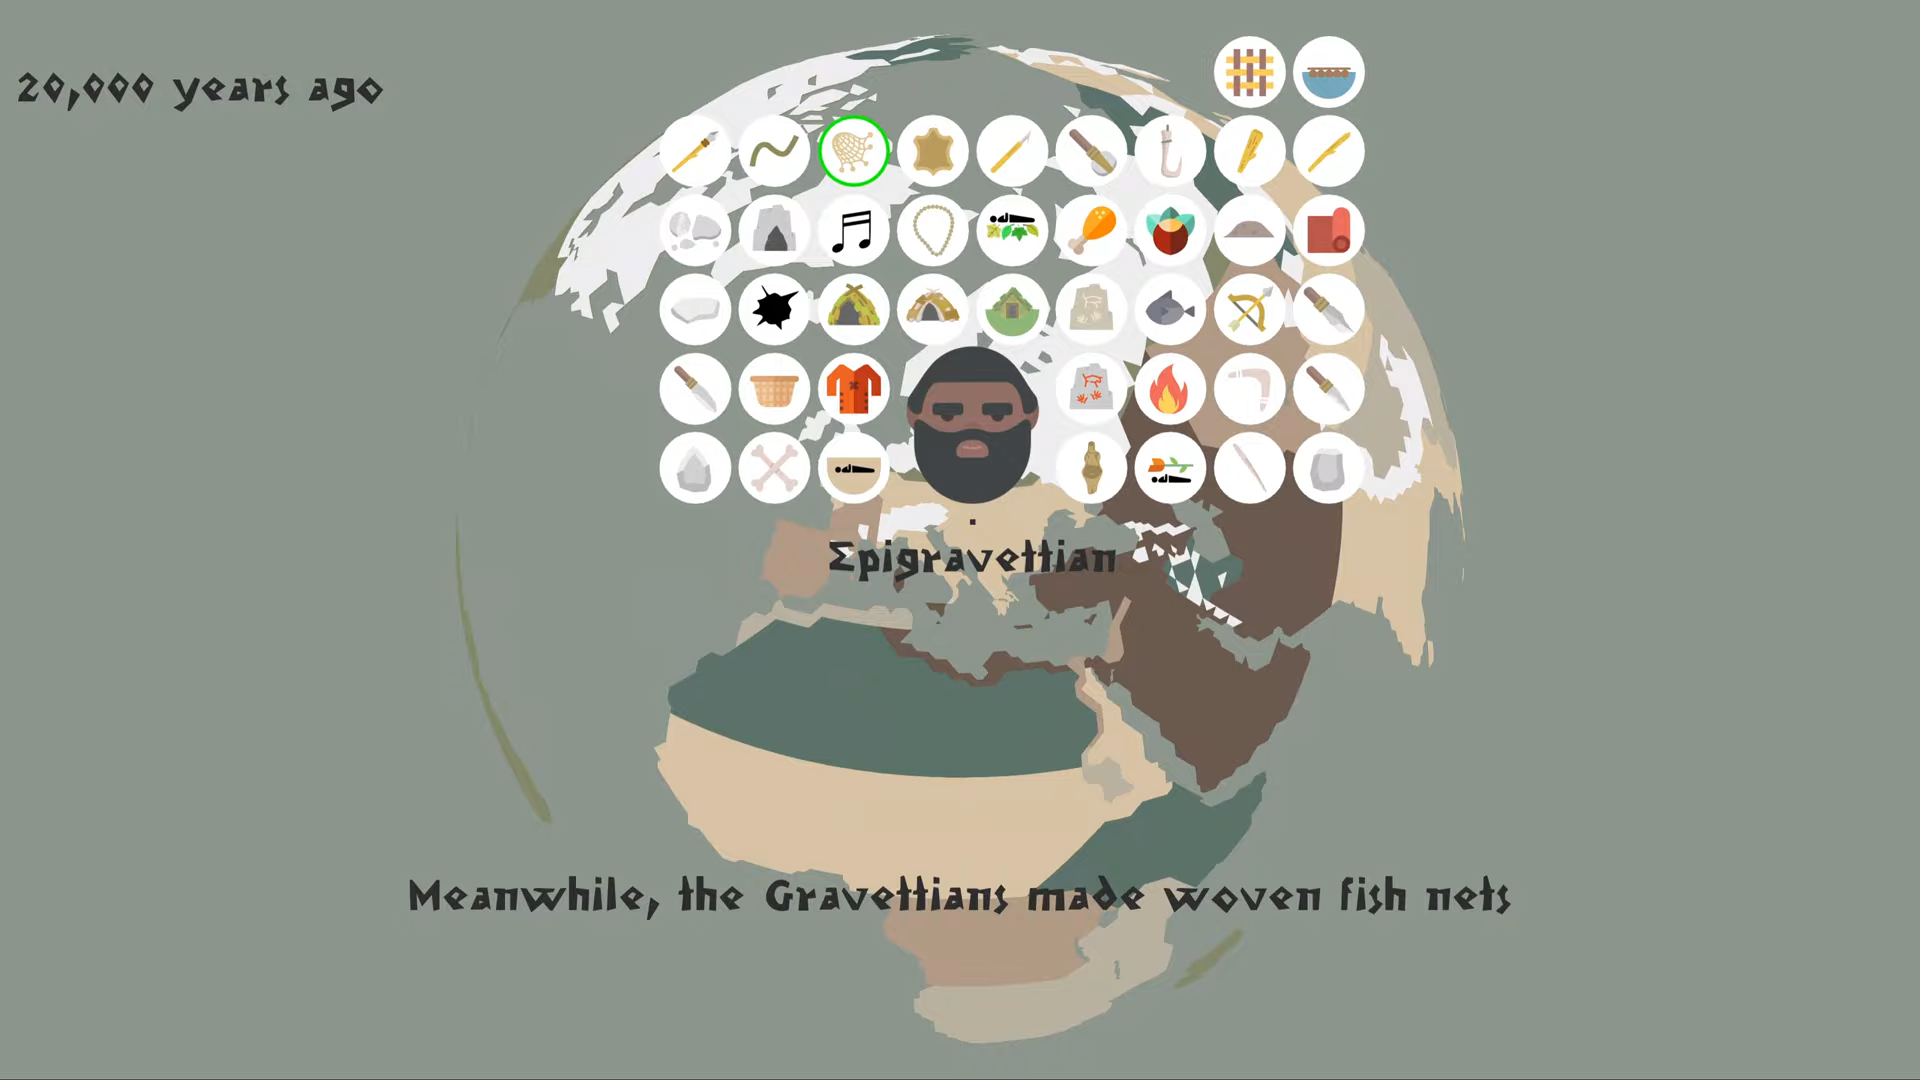 20,000 years ago
Epigravettian
Meanwhile, the Gravettians made woven fish nets